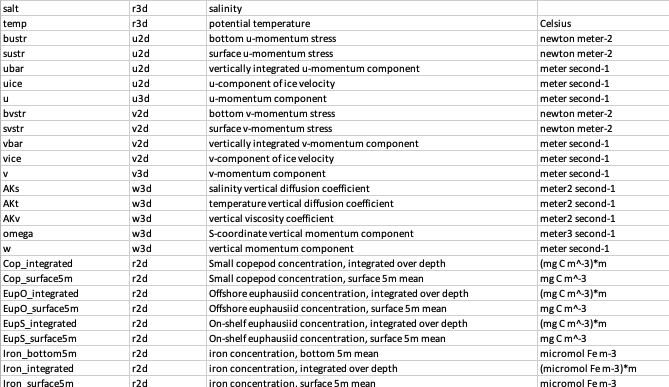 salt r3d salinity
temp r3d potential temperature Celsius
bustr u2d bottom u-momentum stress newton meter-2
sustr u2d surface u-momentum stress newton meter-2
ubar u2d vertically integrated u-momentum component meter second-1
uice u2d u-component of ice velocity meter second-1
u u3d u-momentum component meter second-1
bvstr v2d bottom v-momentum stress newton meter-2
svstr v2d surface v-momentum stress newton meter-2
vbar v2d vertically integrated v-momentum component meter second-1
vice v2d v-component of ice velocity meter second-1
v v3d v-momentum component meter second-1
AKs w3d salinity vertical diffusion coefficient meter2 second-1
AKt w3d temperature vertical diffusion coefficient meter2 second-1
AKv w3d vertical viscosity coefficient meter2 second-1
omega w3d S-coordinate vertical momentum component meter3 second-1
w w3d vertical momentum component meter second-1
Cop_integrated r2d Small copepod concentration, integrated over depth (mg C m^-3)*m
Cop_surface5m r2d Small copepod concentration, surface 5m mean mg C m^-3
EupO_integrated r2d Offshore euphausiid concentration, integrated over depth (mg C m^-3)*m
EupO_surface5m r2d Offshore euphausiid concentration, surface 5m mean mg C m^-3
EupS_integrated r2d On-shelf euphausiid concentration, integrated over depth (mg C m^-3)*m
EupS_surface5m r2d On-shelf euphausiid concentration, surface 5m mean mg C m^-3
Iron_bottom5m r2d iron concentration, bottom 5m mean micromol Fe m-3
Iron_integrated r2d iron concentration, integrated over depth (micromol Fe m-3)*m
Iron_surface5m r2d iron concentration, surface 5m mean micromol Fe m-3